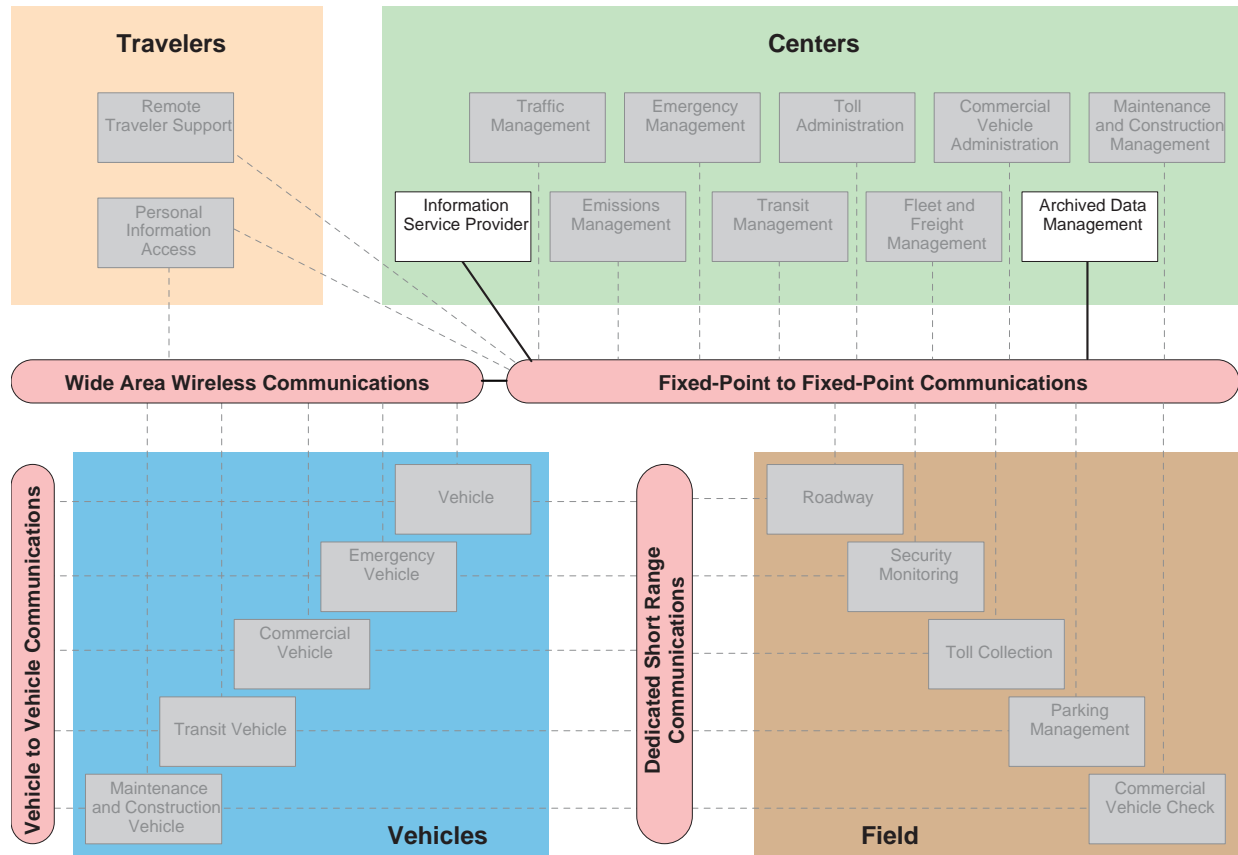 Travelers
Remote
Traveler Support
Personal
Information
Access
Centers
Traffic
Management
Emergency
Management
Toll
Administration
Commercial
Vehicle
Administration
Maintenance
and Construction
Management
Information
Service Provider
Emissions
Management
Transit
Management
Fleet and
Freight
Management
Archived Data
Management
Wide Area Wireless Communications
Fixed-Point to Fixed-Point Communications
Vehicle to Vehicle Communications
Vehicle
Emergency
Vehicle
Commercial
Vehicle
Transit Vehicle
Maintenance
and Construction
Vehicle
Vehicles
Dedicated Short Range
Communications
Roadway
Security
Monitoring
Toll Collection
Parking
Management
Commercial
Vehicle Check
Field